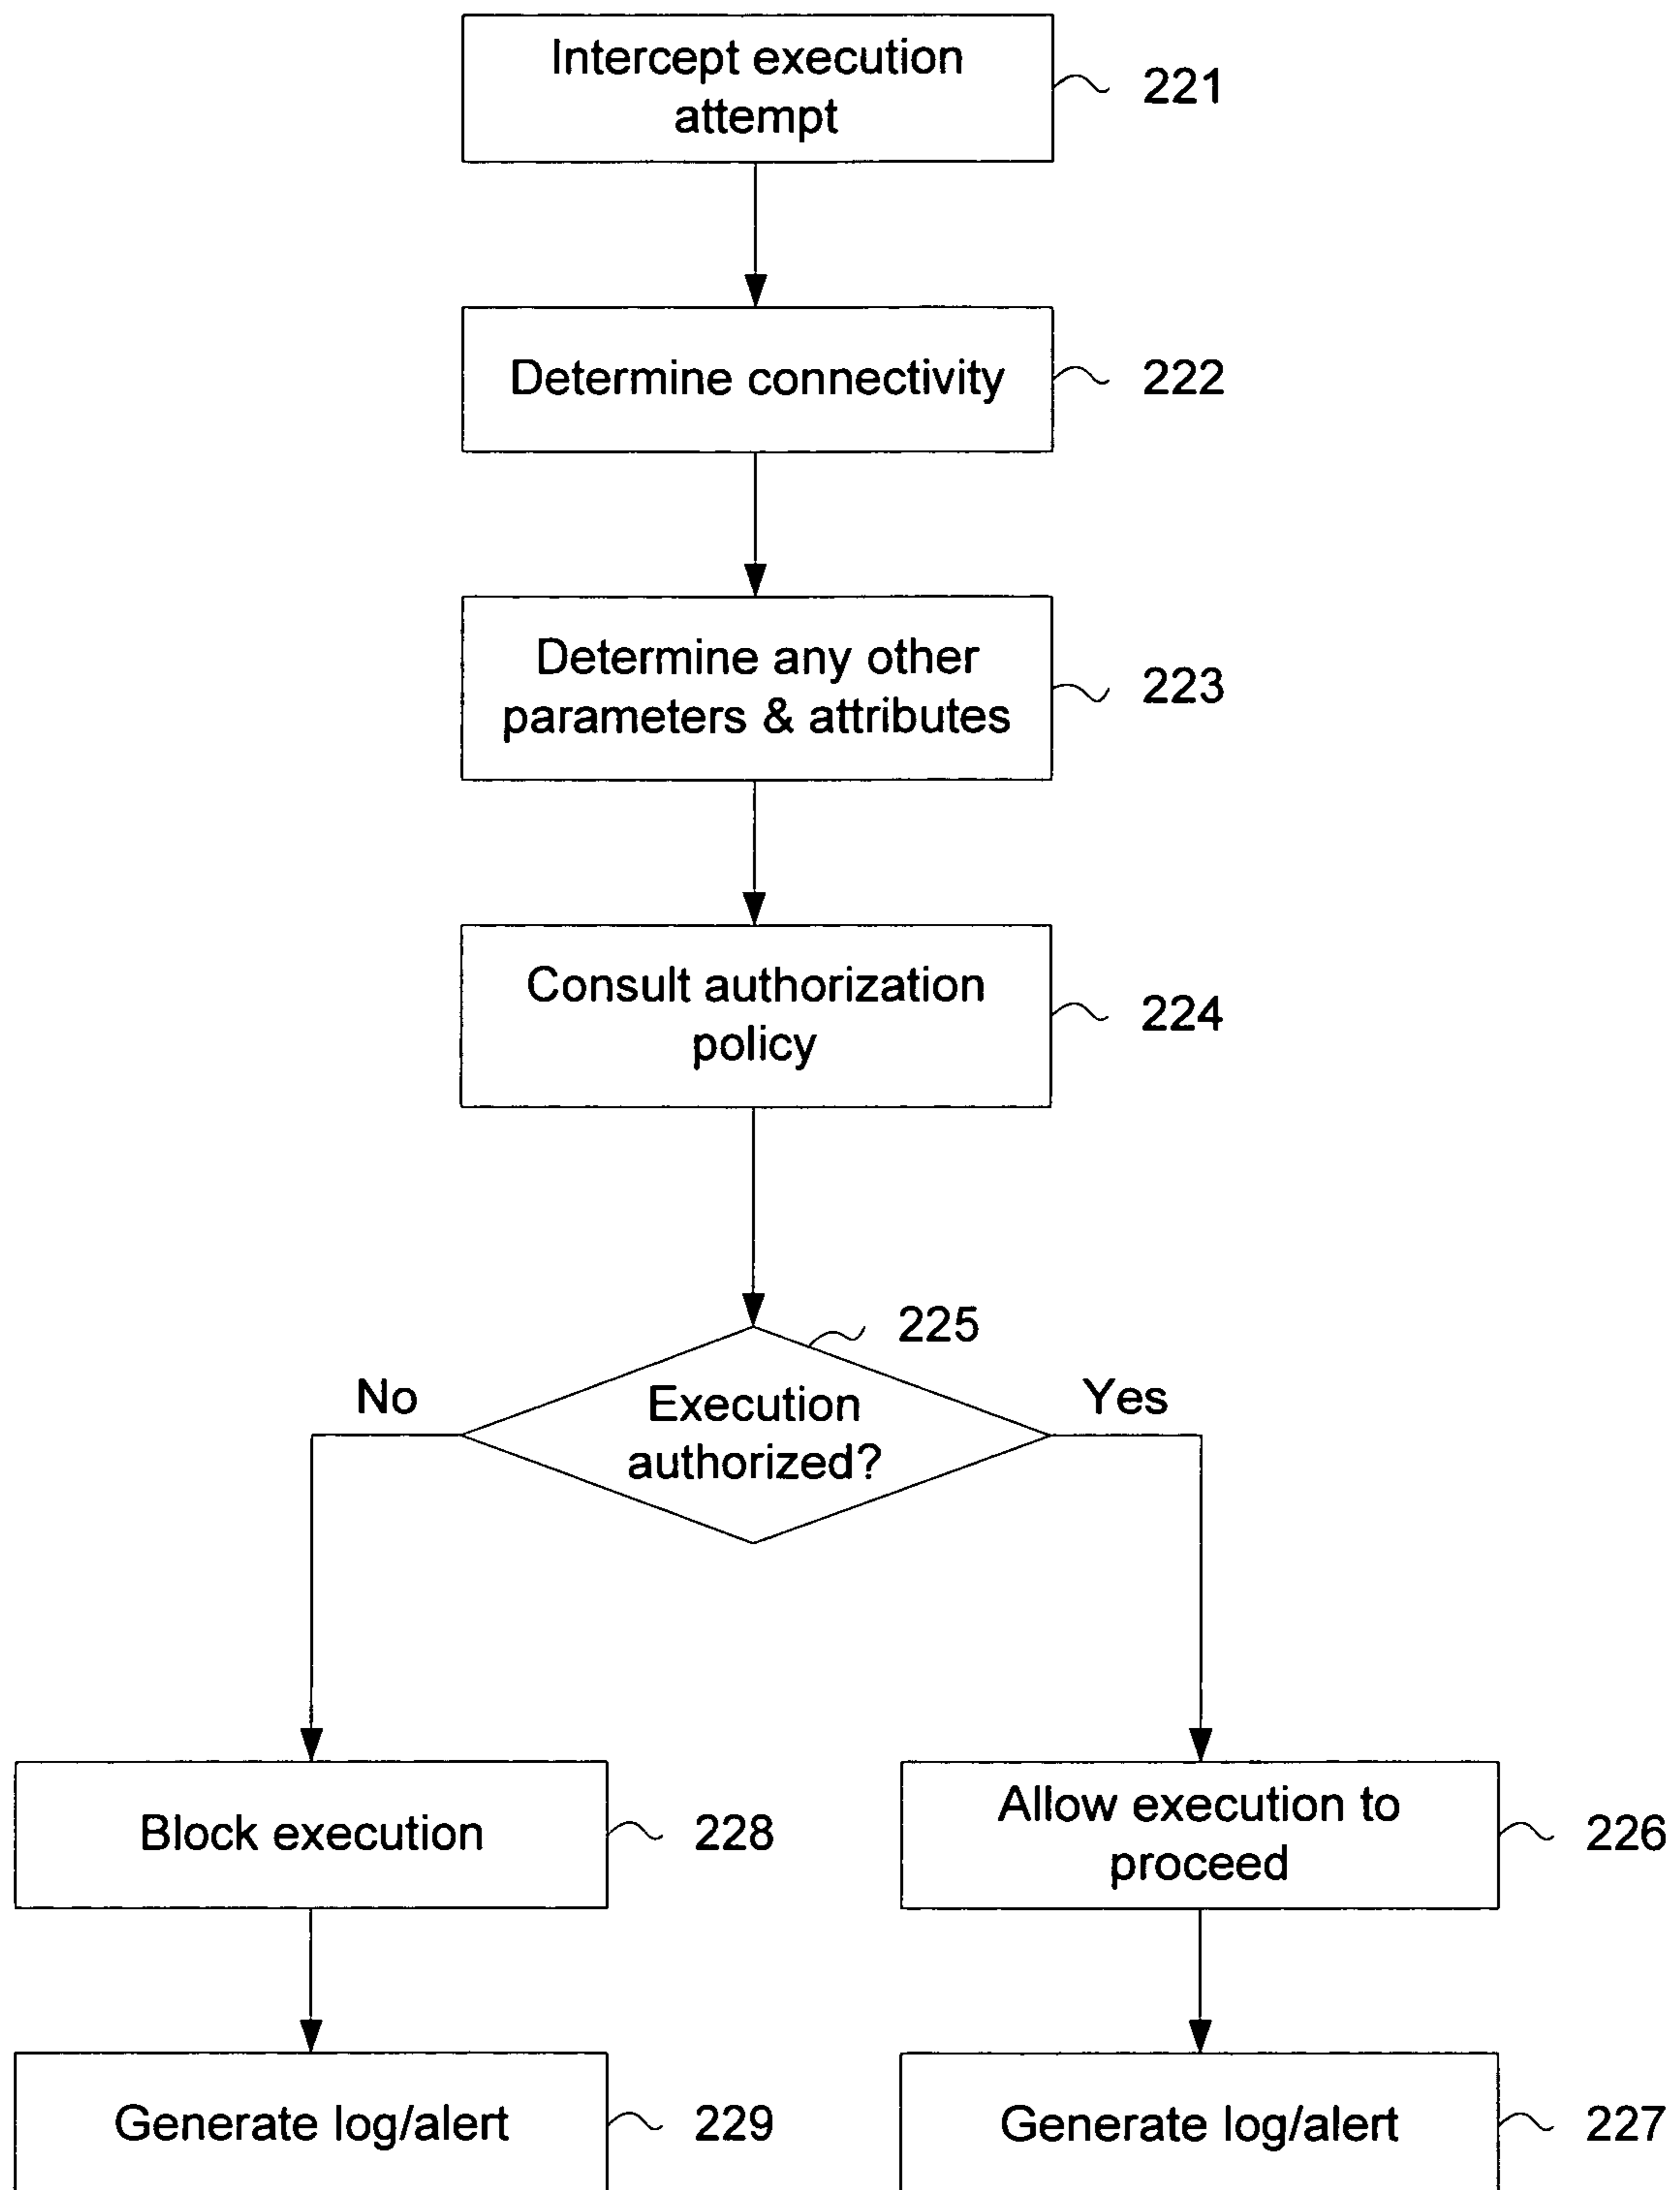 Intercept execution
attempt
221
Determine connectivity
222
Determine any other
parameters & attributes
223
Consult authorization
policy
224
225
No
Execution
authorized?
Yes
Block execution
228
Allow execution to
proceed
226
Generate log/alert
229
Generate log/alert
227